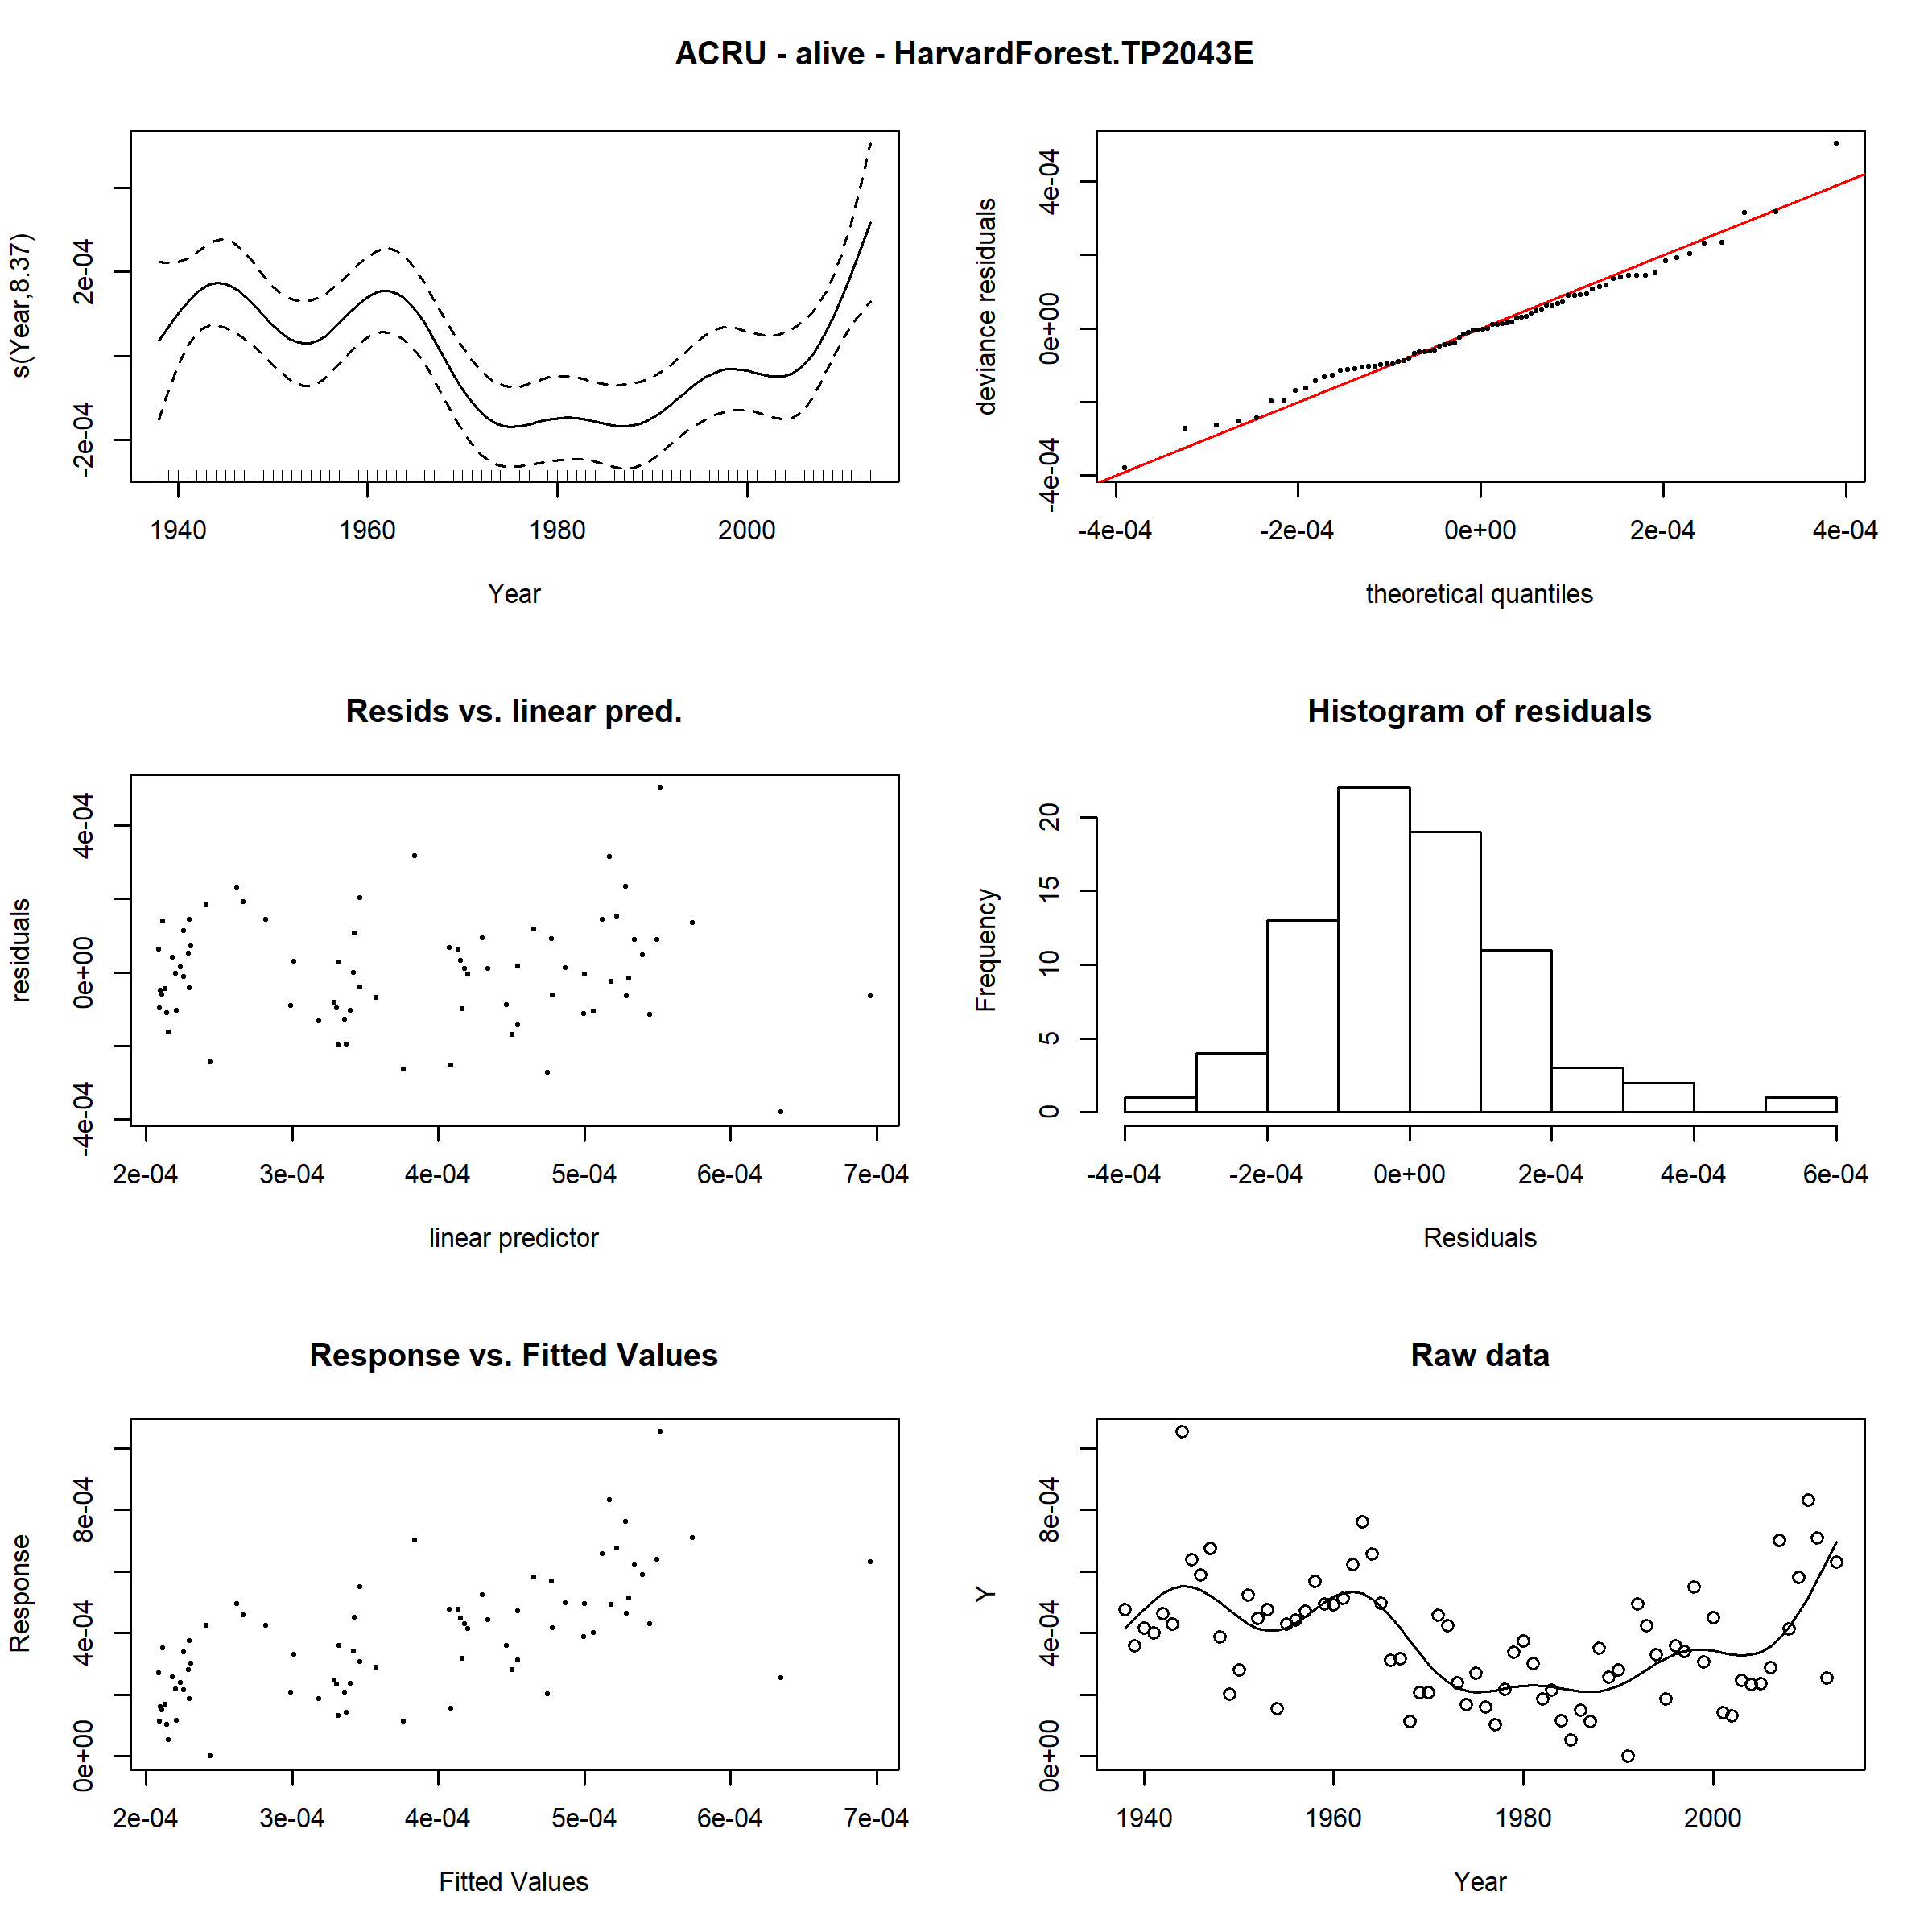 ACRU - alive - HarvardForest.TP2043E
s(Year,8.37)
2e-04
-2e-04
1940 1960 1980 2000
Year
deviance residuals
4e-04
0e+00
-4e-04
-4e-04 -2e-04 0e+00 2e-04 4e-04
theoretical quantiles
Resids vs. linear pred.
residuals
4e-04
0e+00
-4e-04
2e-04 3e-04 4e-04 5e-04 6e-04 7e-04
linear predictor
Histogram of residuals
Frequency
20
15
10
5
0
-4e-04 -2e-04 0e+00 2e-04 4e-04 6e-04
Residuals
Response vs. Fitted Values
Response
8e-04
4e-04
0e+00
2e-04 3e-04 4e-04 5e-04 6e-04 7e-04
Fitted Values
Raw data
Y
8e-04
4e-04
0e+00
1940 1960 1980 2000
Year